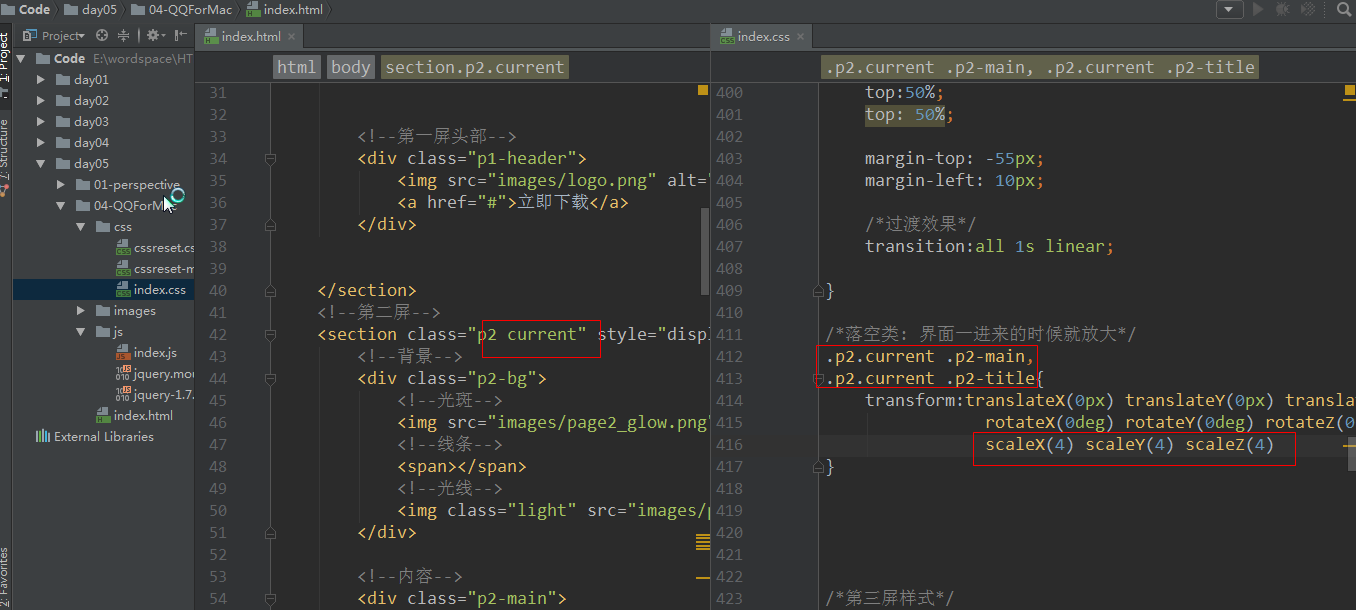 Code day05 04-QQForMac index.html
1: Project
7: Structure
2: Favorites
Project
Code E:\wordspace\HT
day01
day02
day03
day04
day05
01-perspective
04-QQForMac
css
cssreset.cs
cssreset-m
index.css
images
js
index.js
jquery.mou
jquery-1.7.
index.html
External Libraries
index.html
html body section.p2.current
31
32
33 <!--第一屏头部-->
34 <div class="p1-header">
35 <img src="images/logo.png" alt="
36 <a href="#">立即下载</a>
37 </div>
38
39
40 </section>
41 <!--第二屏-->
42 <section class="p2 current" style="displ
43 <!--背景-->
44 <div class="p2-bg">
45 <!--光斑-->
46 <img src="images/page2_glow.png"
47 <!--线条-->
48 <span></span>
49 <!--光线-->
50 <img class="light" src="images/p
51 </div>
52
53 <!--内容-->
54 <div class="p2-main">
index.css
.p2.current .p2-main, .p2.current .p2-title
400 top:50%;
401 top: 50%;
402
403 margin-top: -55px;
404 margin-left: 10px;
405
406 /*过渡效果*/
407 transition:all 1s linear;
408
409 }
410
411 /*落空类: 界面一进来的时候就放大*/
412 .p2.current .p2-main,
413 .p2.current .p2-title{
414 transform:translateX(0px) translateY(0px) translat
415 rotateX(0deg) rotateY(0deg) rotateZ(0
416 scaleX(4) scaleY(4) scaleZ(4)
417 }
418
419
420
421
422
423 /*第三屏样式*/